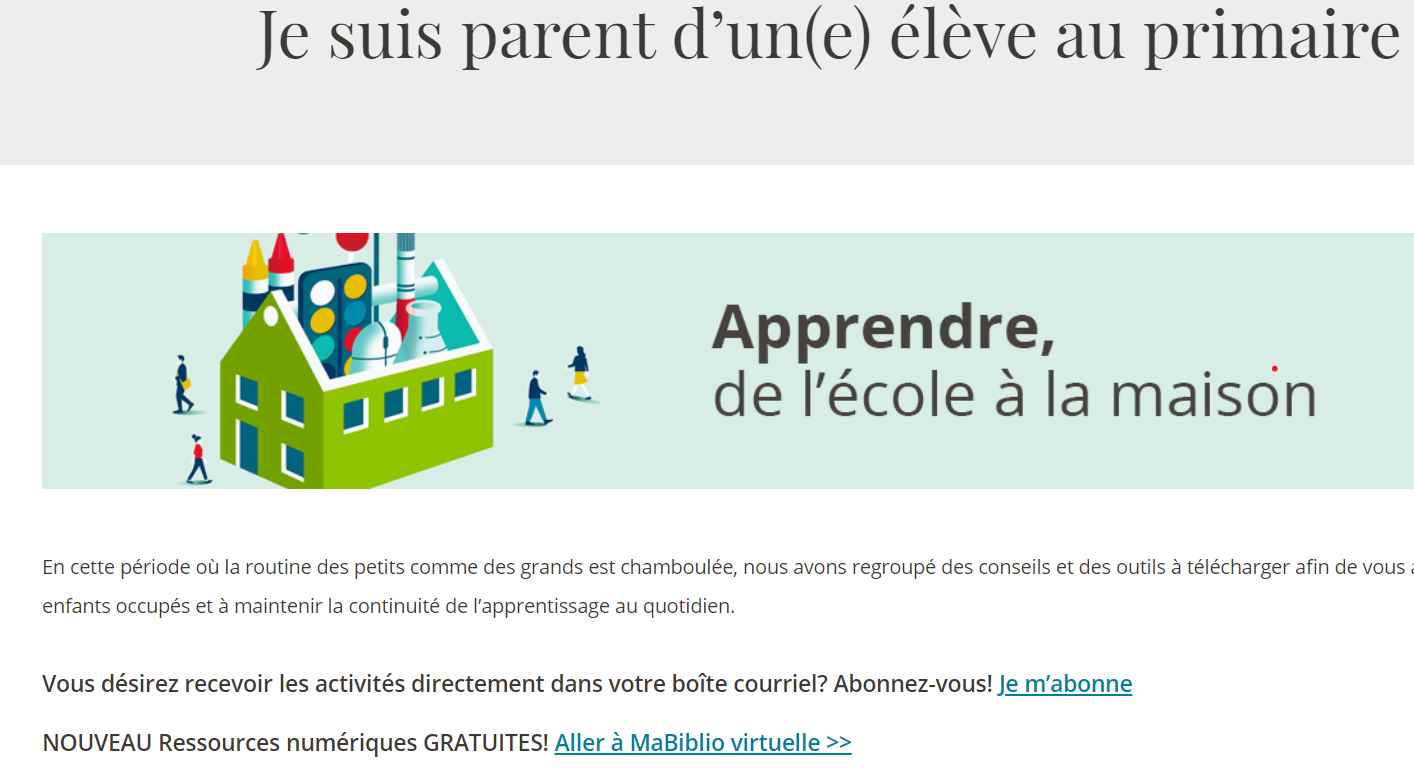 Je suis parent d’un(e) élève au primaire
Apprendre,
de l’école à la maison
En cette période où la routine des petits comme des grands est chamboulée, nous avons regroupé des conseils et des outils à télécharger afin de vous
enfants occupés et à maintenir la continuité de l’apprentissage au quotidien.
Vous désirez recevoir les activités directement dans votre boîte courriel? Abonnez-vous! Je m’abonne
NOUVEAU Ressources numériques GRATUITES! Aller à MaBiblio virtuelle >>